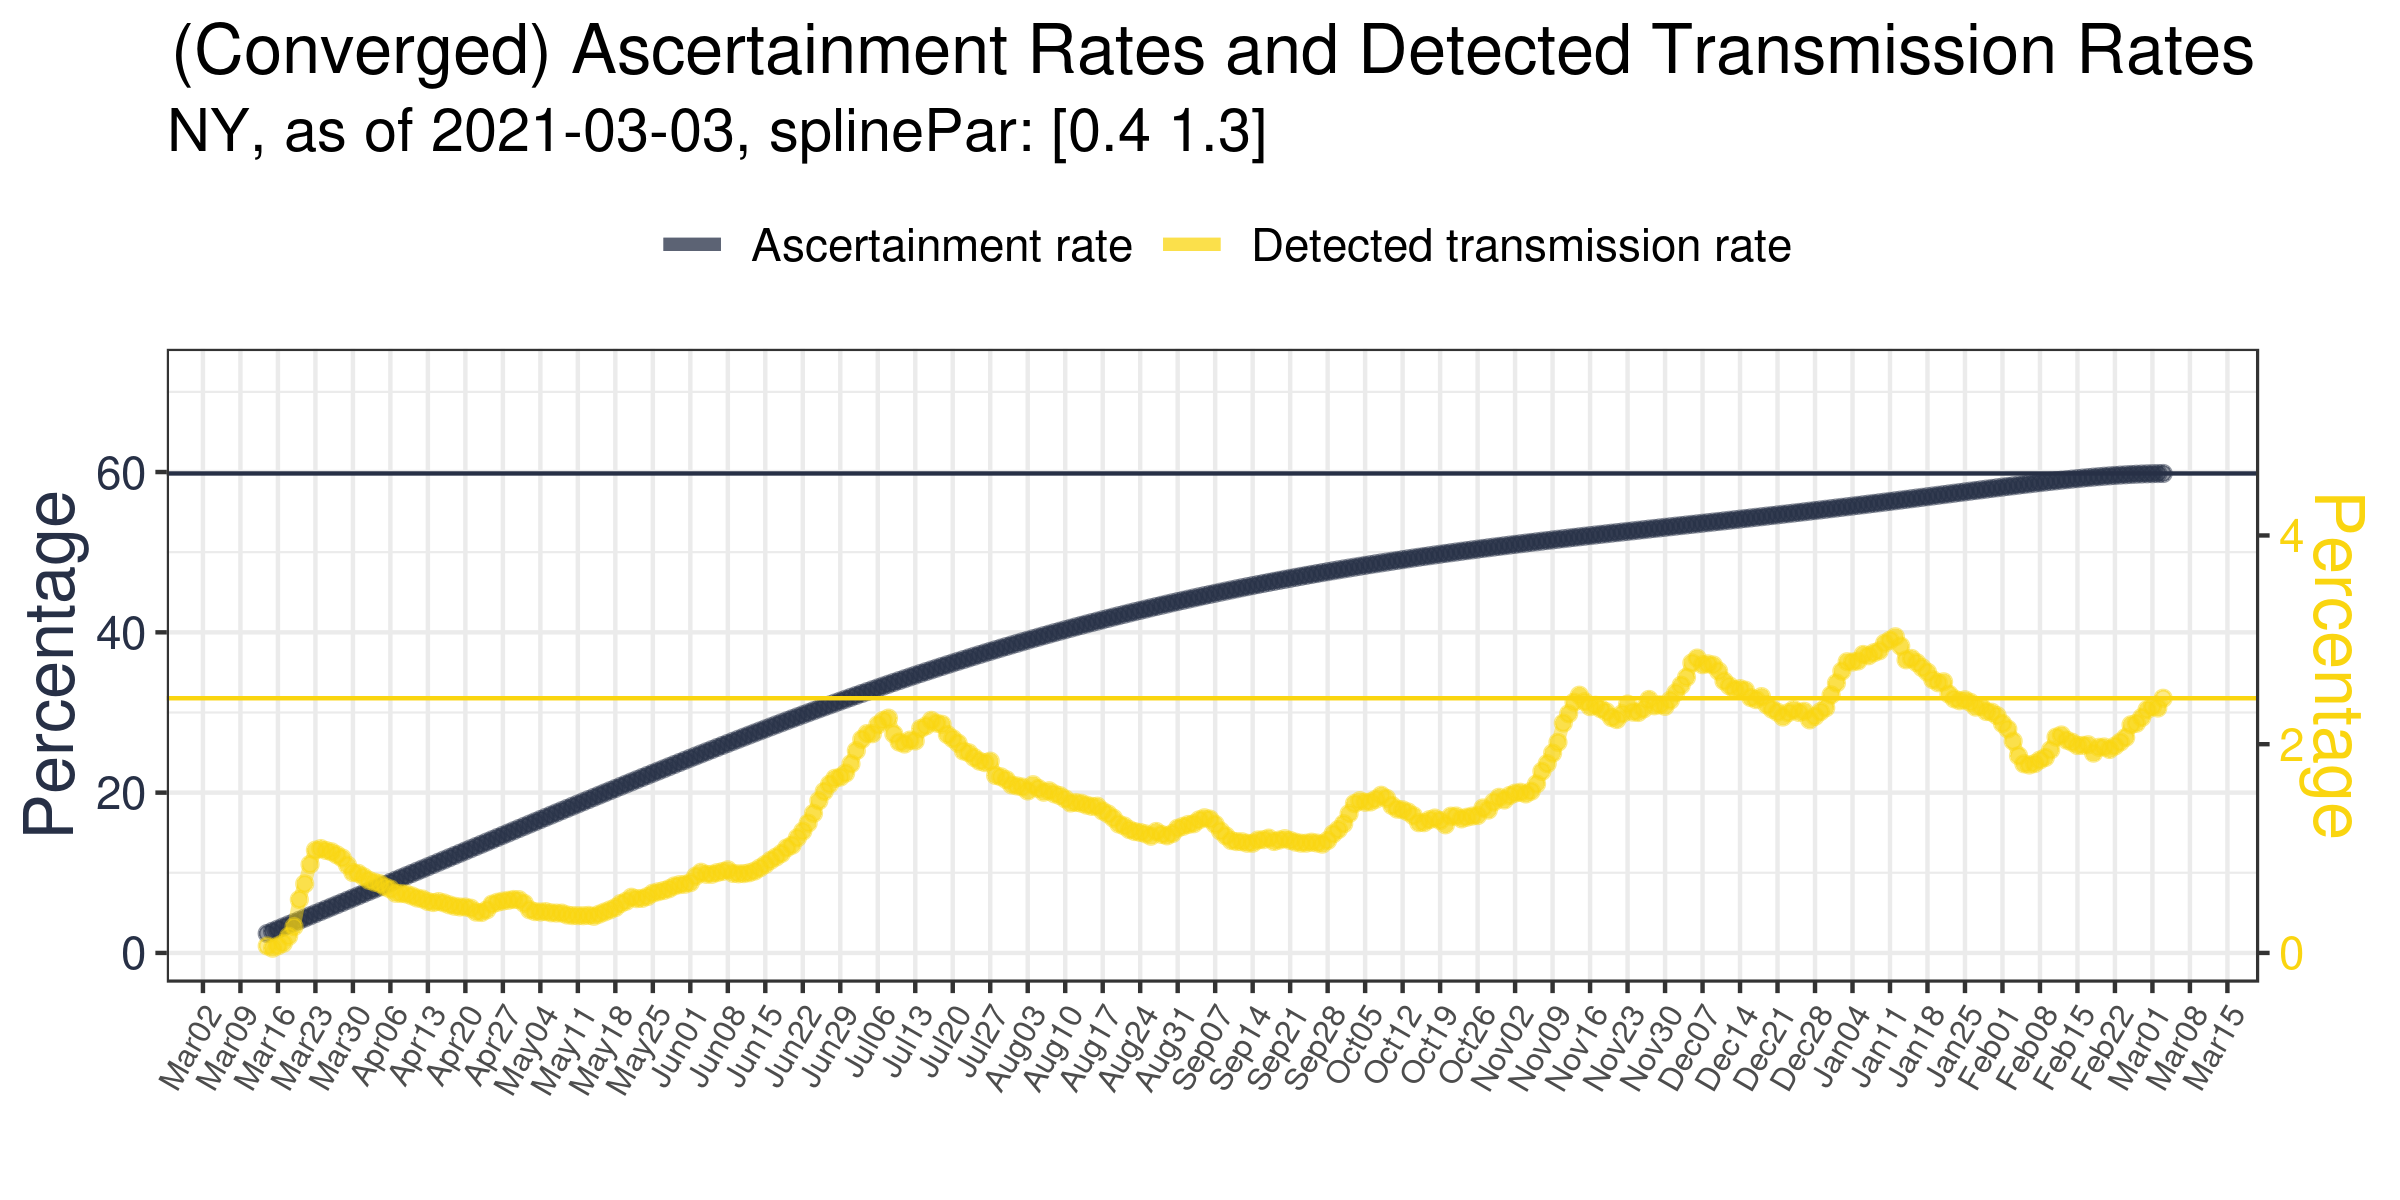 (Converged) Ascertainment Rates and Detected Transmission Rates
NY, as of 2021-03-03, splinePar: [0.4 1.3]
Ascertainment rate
Detected transmission rate
Percentage
60
40
20
0
4
2
0
Percentage
Mar02
Mar09
Mar16
Mar23
Mar30
Apr06
Apr13
Apr20
Apr27
May04
May11
May18
May25
Jun01
Jun08
Jun15
Jun22
Jun29
Jul06
Jul13
Jul20
Jul27
Aug03
Aug10
Aug17
Aug24
Aug31
Sep07
Sep14
Sep21
Sep28
Oct05
Oct12
Oct19
Oct26
Nov02
Nov09
Nov16
Nov23
Nov30
Dec07
Dec14
Dec21
Dec28
Jan04
Jan11
Jan18
Jan25
Feb01
Feb08
Feb15
Feb22
Mar01
Mar08
Mar15